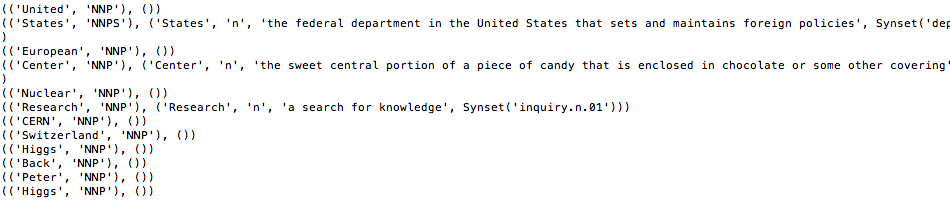 (('United', 'NNP'), ())
(('States', 'NNPS'), ('States', 'n', 'the federal department in the United States that sets and maintains foreign policies', Synset('dep
)
(('European', 'NNP'), ())
(('Center', 'NNP'), ('Center', 'n', 'the sweet central portion of a piece of candy that is enclosed in chocolate or some other covering'
)
(('Nuclear', 'NNP'), ())
(('Research', 'NNP'), ('Research', 'n', 'a search for knowledge', Synset('inquiry.n.01')))
(('CERN', 'NNP'), ())
(('Switzerland', 'NNP'), ())
(('Higgs', 'NNP'), ())
(('Back', 'NNP'), ())
(('Peter', 'NNP'), ())
(('Higgs', 'NNP'), ())